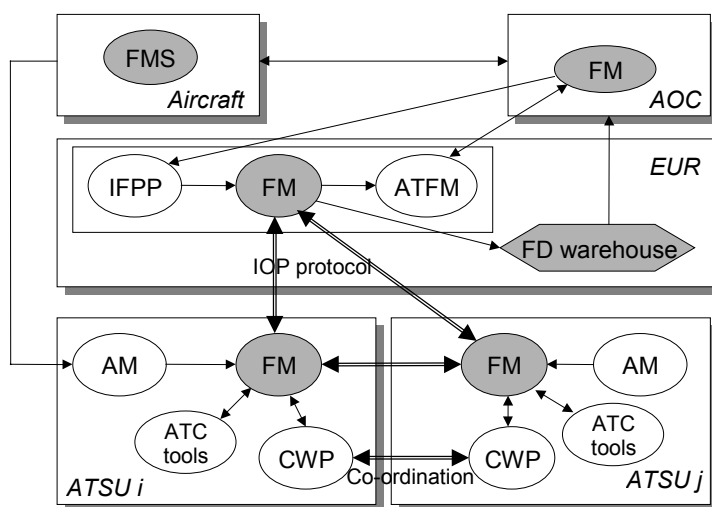 FMS
Aircraft
FM
AOC
EUR
IFPP
FM
ATFM
FD warehouse
IOP protocol
AM
FM
FM
AM
ATC
tools
CWP
CWP
ATC
tools
Co-ordination
ATSU i
ATSU j